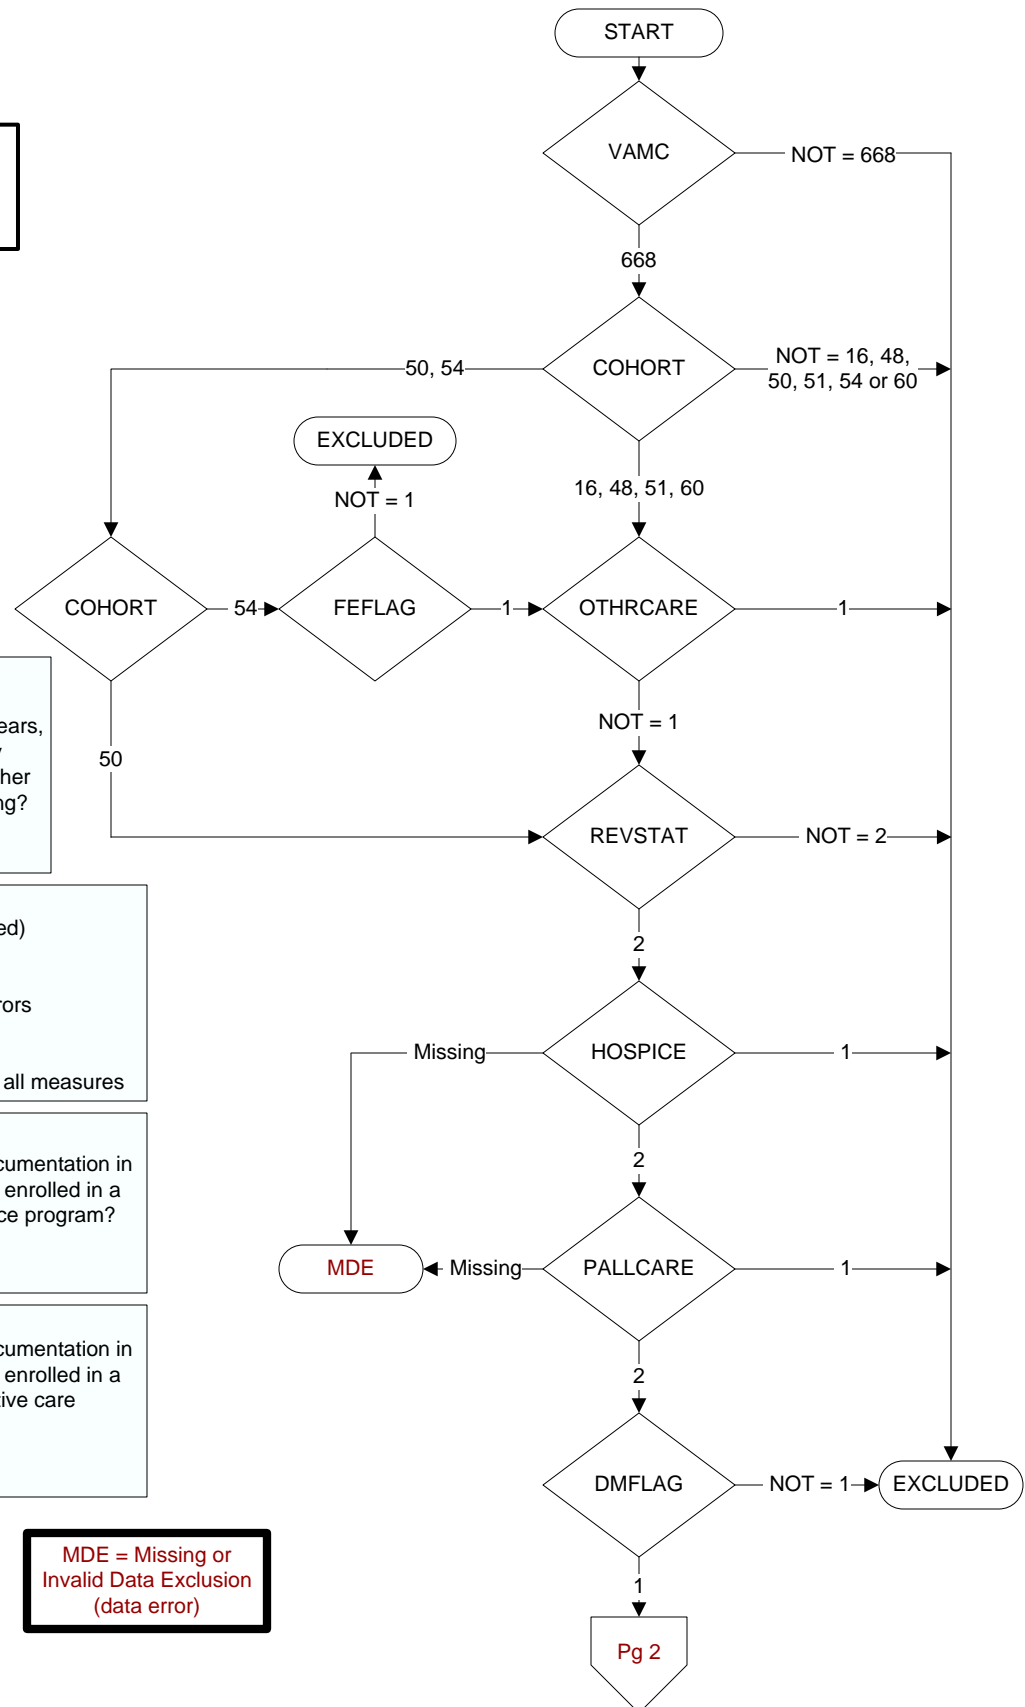 START
VAMC
NOT = 668
668
50, 54
COHORT
NOT = 16, 48,
50, 51, 54 or 60
EXCLUDED
NOT = 1
16, 48, 51, 60
COHORT
54
FEFLAG
1
OTHRCARE
1
ears,
NOT = 1
50
her
ng?
REVSTAT
NOT = 2
ed)
2
rors
Missing
HOSPICE
1
all measures
cumentation in
2
enrolled in a
ce program?
MDE
Missing
PALLCARE
1
cumentation in
enrolled in a
2
tive care
DMFLAG
NOT = 1
EXCLUDED
MDE = Missing or
Invalid Data Exclusion
(data error)
1
Pg 2